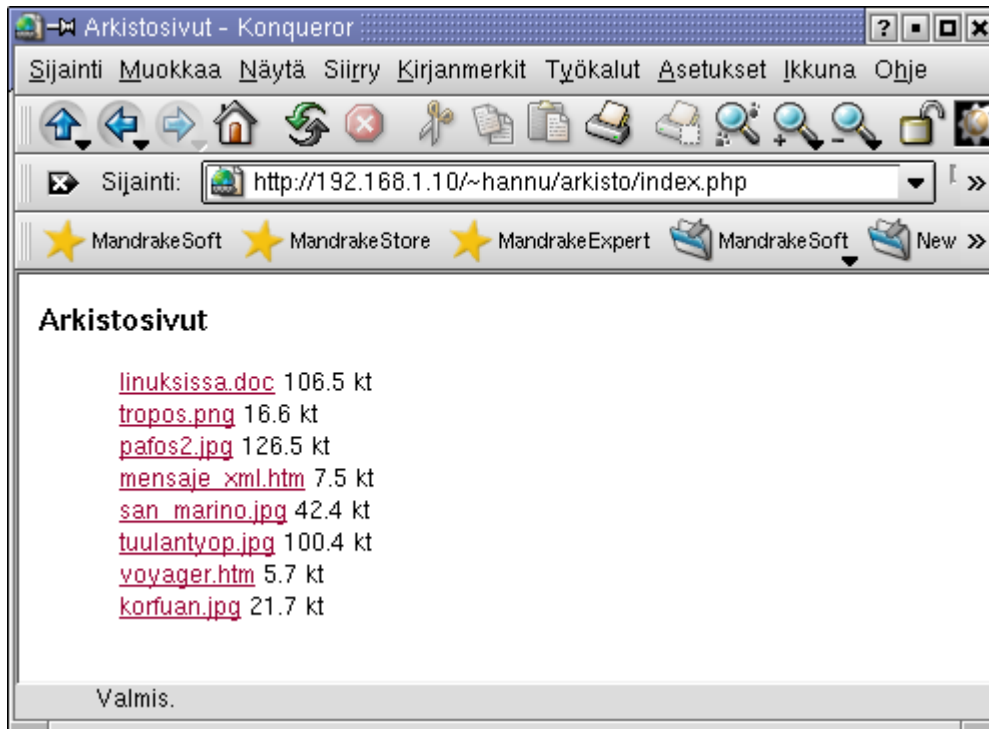 Arkistosivut - Konqueror
Sijainti Muokkaa Näytä Siirry Kirjanmerkit Työkalut Asetukset Ikkuna Ohje
Sijainti: http://192.168.1.10/~hannu/arkisto/index.php
MandrakeSoft MandrakeStore MandrakeExpert MandrakeSoft New
Arkistosivut
linuksissa.doc 106.5 kt
tropos.png 16.6 kt
pafos2.jpg 126.5 kt
mensaje_xml.htm 7.5 kt
san_marino.jpg 42.4 kt
tuulantyop.jpg 100.4 kt
voyager.htm 5.7 kt
korfuan.jpg 21.7 kt
Valmis.